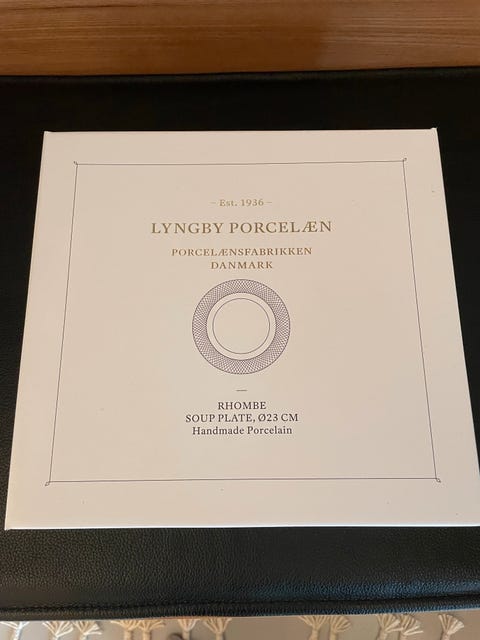 – Est. 1936 –
LYNGBY PORCELÆN
PORCELÆNSFABRIKKEN
DANMARK
RHOMBE
SOUP PLATE, Ø23 CM
Handmade Porcelain